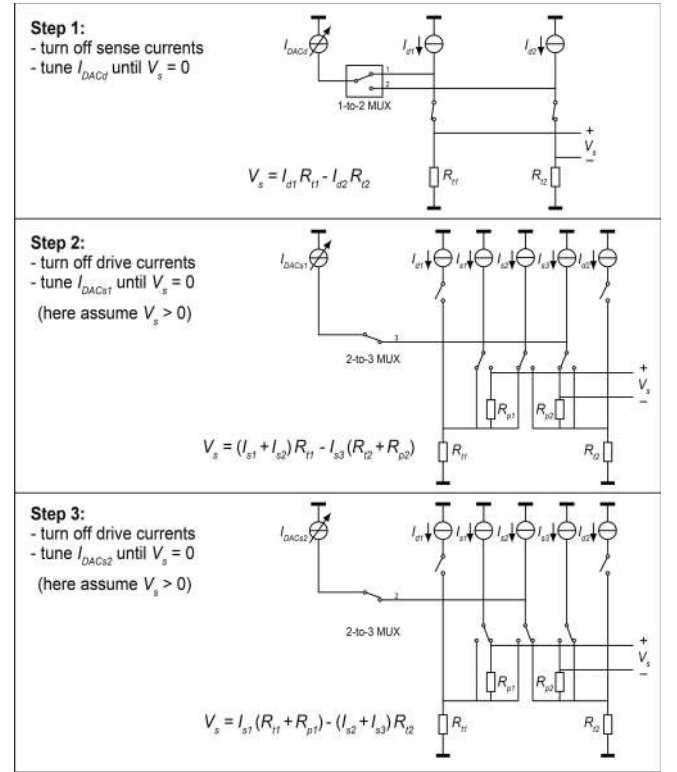 Step 1:
- turn off sense currents
- tune I_DACd until V_s = 0
I_DACd
I_d1
I_d2
1
2
1-to-2 MUX
+
V_s
–
V_s = I_d1 R_t1 - I_d2 R_t2
R_t1
R_t2
Step 2:
- turn off drive currents
- tune I_DACs1 until V_s = 0
(here assume V_s > 0)
I_DACs1
I_d1
I_s1
I_s2
I_s3
I_d2
3
2-to-3 MUX
+
V_s
–
R_p1
R_p2
V_s = (I_s1 + I_s2) R_t1 - I_s3 (R_t2 + R_p2)
R_t1
R_t2
Step 3:
- turn off drive currents
- tune I_DACs2 until V_s = 0
(here assume V_s > 0)
I_DACs2
I_d1
I_s1
I_s2
I_s3
I_d2
2
2-to-3 MUX
+
V_s
–
R_p1
R_p2
V_s = I_s1 (R_t1 + R_p1) - (I_s2 + I_s3) R_t2
R_t1
R_t2